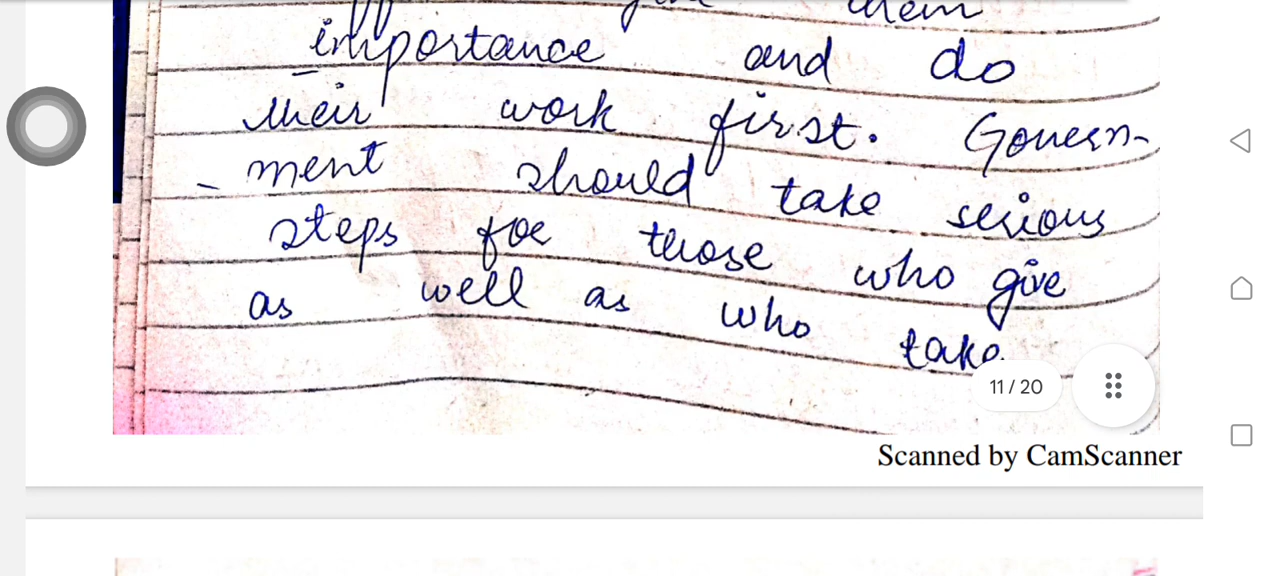 them
importance and do
their work first. Govern-
- ment should take serious
steps for those who give
as well as who take
11 / 20
Scanned by CamScanner